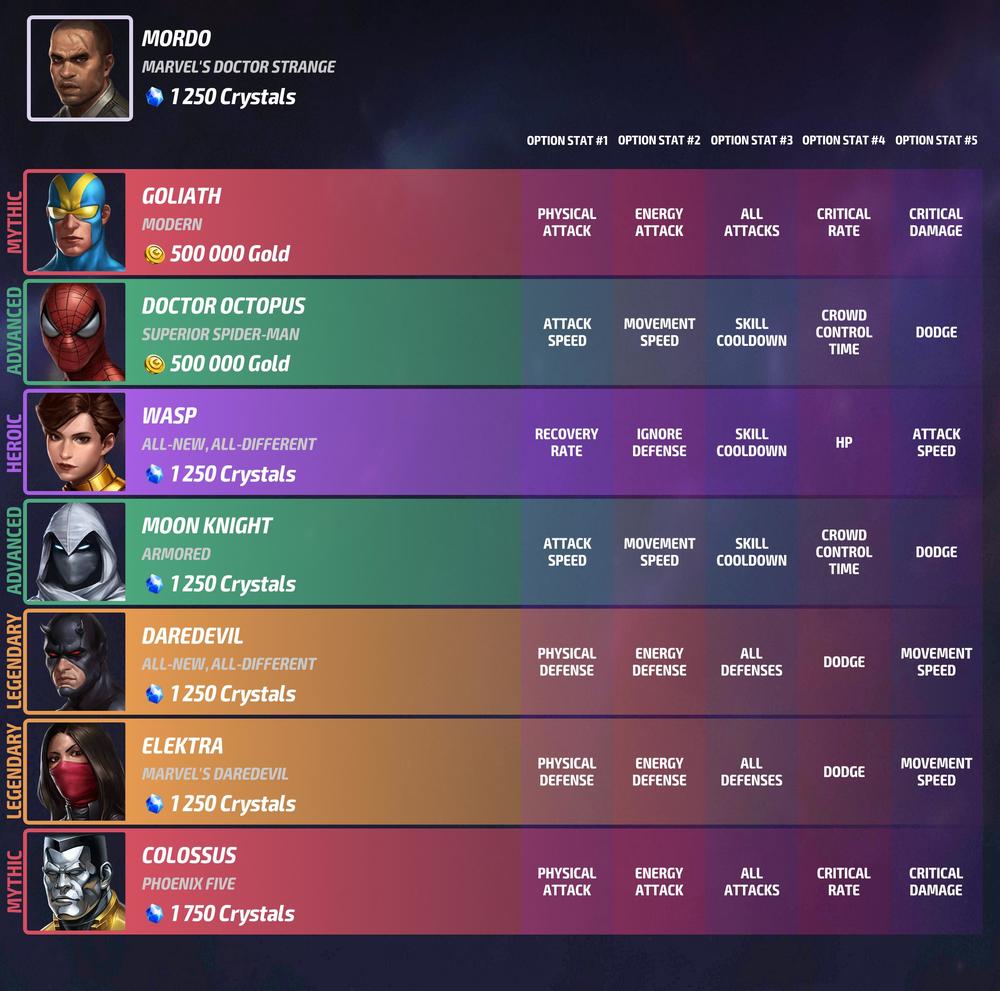 MORDO
MARVEL'S DOCTOR STRANGE
1 250 Crystals
OPTION STAT #1 OPTION STAT #2 OPTION STAT #3 OPTION STAT #4 OPTION STAT #5
MYTHIC
GOLIATH
MODERN
500 000 Gold
PHYSICAL
ATTACK
ENERGY
ATTACK
ALL
ATTACKS
CRITICAL
RATE
CRITICAL
DAMAGE
ADVANCED
DOCTOR OCTOPUS
SUPERIOR SPIDER-MAN
500 000 Gold
ATTACK
SPEED
MOVEMENT
SPEED
SKILL
COOLDOWN
CROWD
CONTROL
TIME
DODGE
HEROIC
WASP
ALL-NEW, ALL-DIFFERENT
1 250 Crystals
RECOVERY
RATE
IGNORE
DEFENSE
SKILL
COOLDOWN
HP
ATTACK
SPEED
ADVANCED
MOON KNIGHT
ARMORED
1 250 Crystals
ATTACK
SPEED
MOVEMENT
SPEED
SKILL
COOLDOWN
CROWD
CONTROL
TIME
DODGE
LEGENDARY
DAREDEVIL
ALL-NEW, ALL-DIFFERENT
1 250 Crystals
PHYSICAL
DEFENSE
ENERGY
DEFENSE
ALL
DEFENSES
DODGE
MOVEMENT
SPEED
LEGENDARY
ELEKTRA
MARVEL'S DAREDEVIL
1 250 Crystals
PHYSICAL
DEFENSE
ENERGY
DEFENSE
ALL
DEFENSES
DODGE
MOVEMENT
SPEED
MYTHIC
COLOSSUS
PHOENIX FIVE
1 750 Crystals
PHYSICAL
ATTACK
ENERGY
ATTACK
ALL
ATTACKS
CRITICAL
RATE
CRITICAL
DAMAGE